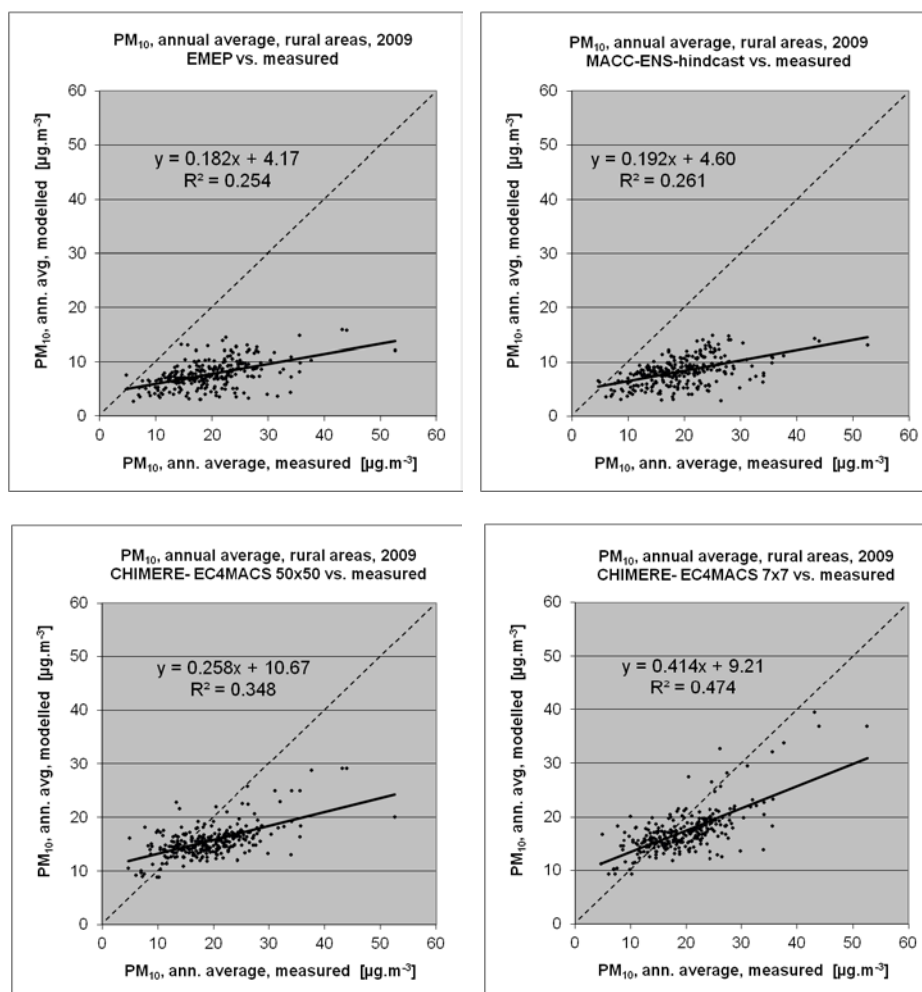 PM₁₀, annual average, rural areas, 2009
EMEP vs. measured
PM₁₀, ann. avg, modelled [µg.m⁻³]
60
50
40
30
20
10
0
y = 0.182x + 4.17
R² = 0.254
0 10 20 30 40 50 60
PM₁₀, ann. average, measured [µg.m⁻³]
PM₁₀, annual average, rural areas, 2009
MACC-ENS-hindcast vs. measured
PM₁₀, ann. avg, modelled [µg.m⁻³]
60
50
40
30
20
10
0
y = 0.192x + 4.60
R² = 0.261
0 10 20 30 40 50 60
PM₁₀, ann. average, measured [µg.m⁻³]
PM₁₀, annual average, rural areas, 2009
CHIMERE- EC4MACS 50x50 vs. measured
PM₁₀, ann. avg, modelled [µg.m⁻³]
60
50
40
30
20
10
0
y = 0.258x + 10.67
R² = 0.348
0 10 20 30 40 50 60
PM₁₀, ann. average, measured [µg.m⁻³]
PM₁₀, annual average, rural areas, 2009
CHIMERE- EC4MACS 7x7 vs. measured
PM₁₀, ann. avg, modelled [µg.m⁻³]
60
50
40
30
20
10
0
y = 0.414x + 9.21
R² = 0.474
0 10 20 30 40 50 60
PM₁₀, ann. average, measured [µg.m⁻³]